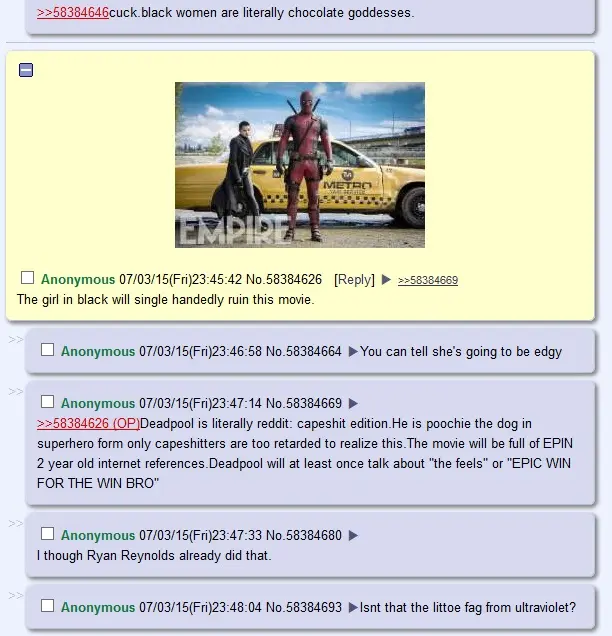 >>58384646cuck.black women are literally chocolate goddesses.
METRO
TAXI SERVICE
EMPIRE
Anonymous 07/03/15(Fri)23:45:42 No.58384626 [Reply] ▶ >>58384669
The girl in black will single handedly ruin this movie.
>> Anonymous 07/03/15(Fri)23:46:58 No.58384664 ▶You can tell she's going to be edgy
>> Anonymous 07/03/15(Fri)23:47:14 No.58384669 ▶
>>58384626 (OP)Deadpool is literally reddit: capeshit edition.He is poochie the dog in
superhero form only capeshitters are too retarded to realize this.The movie will be full of EPIN
2 year old internet references.Deadpool will at least once talk about "the feels" or "EPIC WIN
FOR THE WIN BRO"
>> Anonymous 07/03/15(Fri)23:47:33 No.58384680 ▶
I though Ryan Reynolds already did that.
>> Anonymous 07/03/15(Fri)23:48:04 No.58384693 ▶Isnt that the littoe fag from ultraviolet?